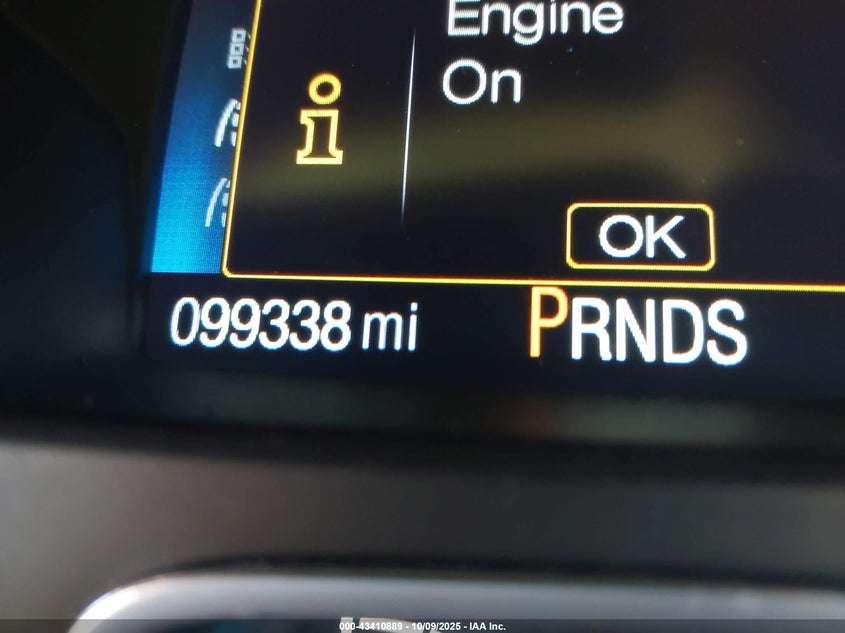 Engine
On
OK
099338 mi PRNDS
000-43410889 - 10/09/2025 - IAA Inc.